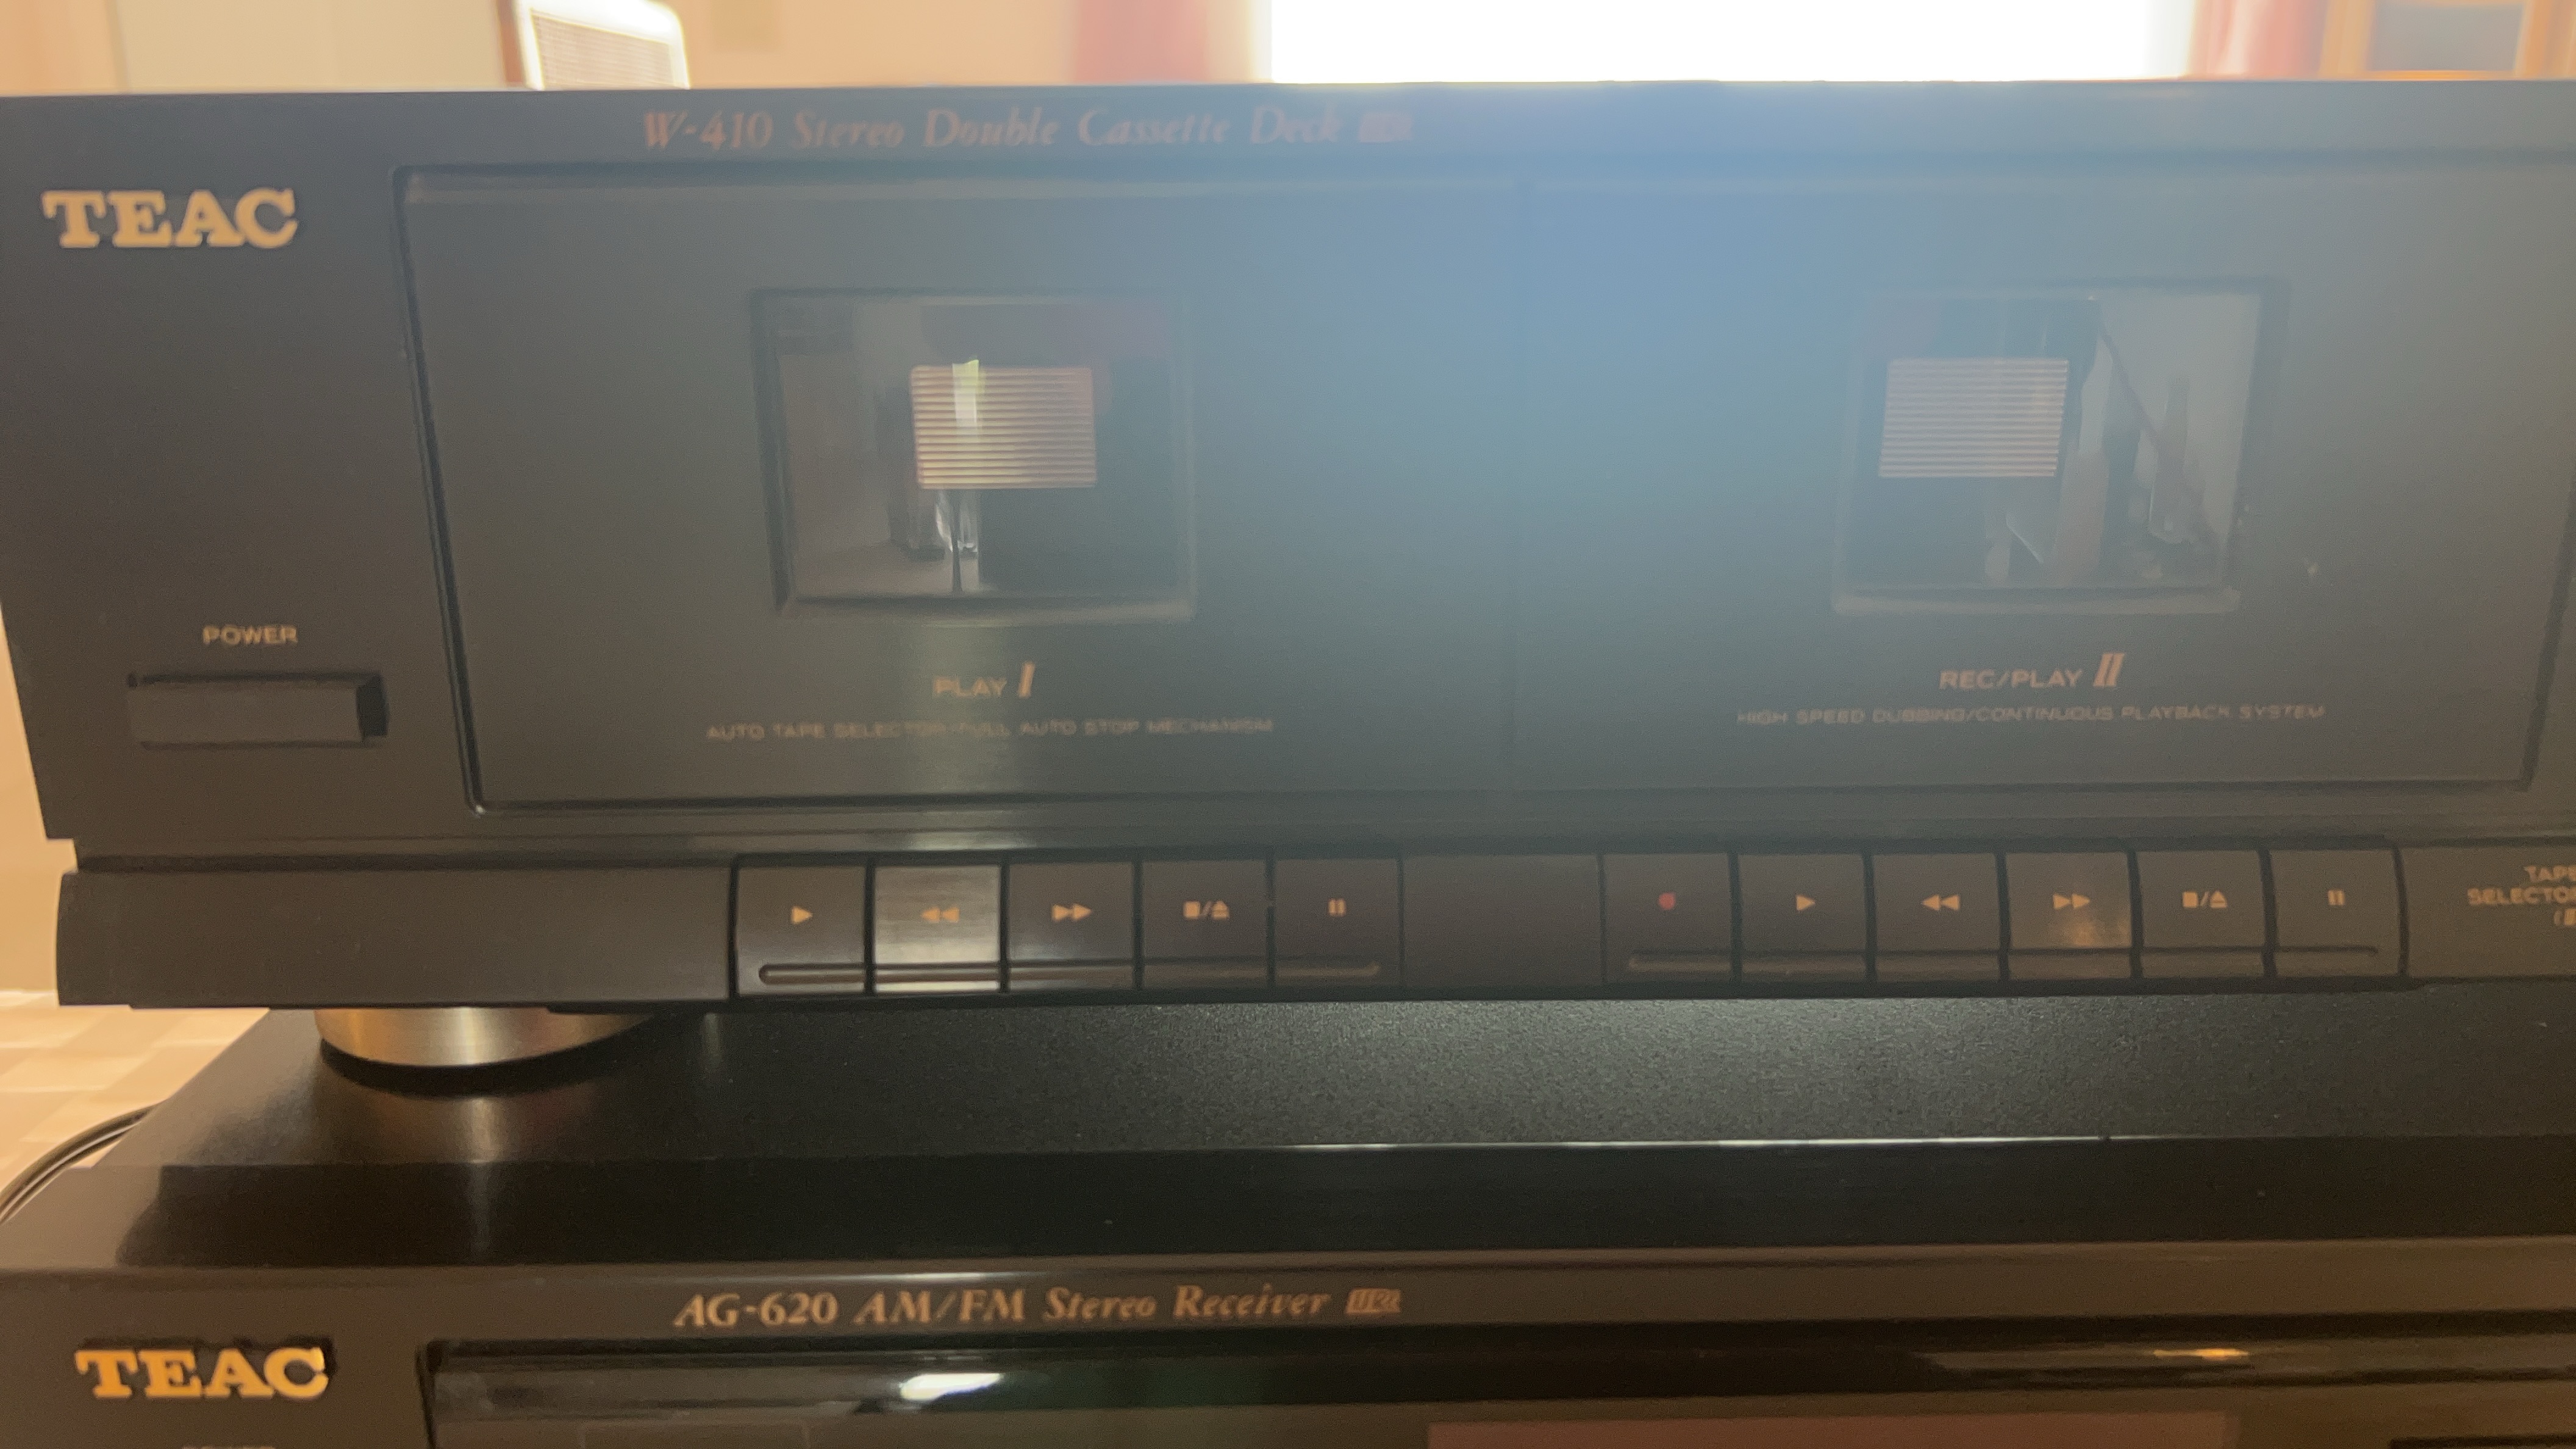 W-410 Stereo Double Cassette Deck
TEAC
POWER
PLAY I
AUTO TAPE SELECTOR/FULL AUTO STOP MECHANISM
REC/PLAY II
HIGH SPEED DUBBING/CONTINUOUS PLAYBACK SYSTEM
TAPE
AG-620 AM/FM Stereo Receiver
TEAC